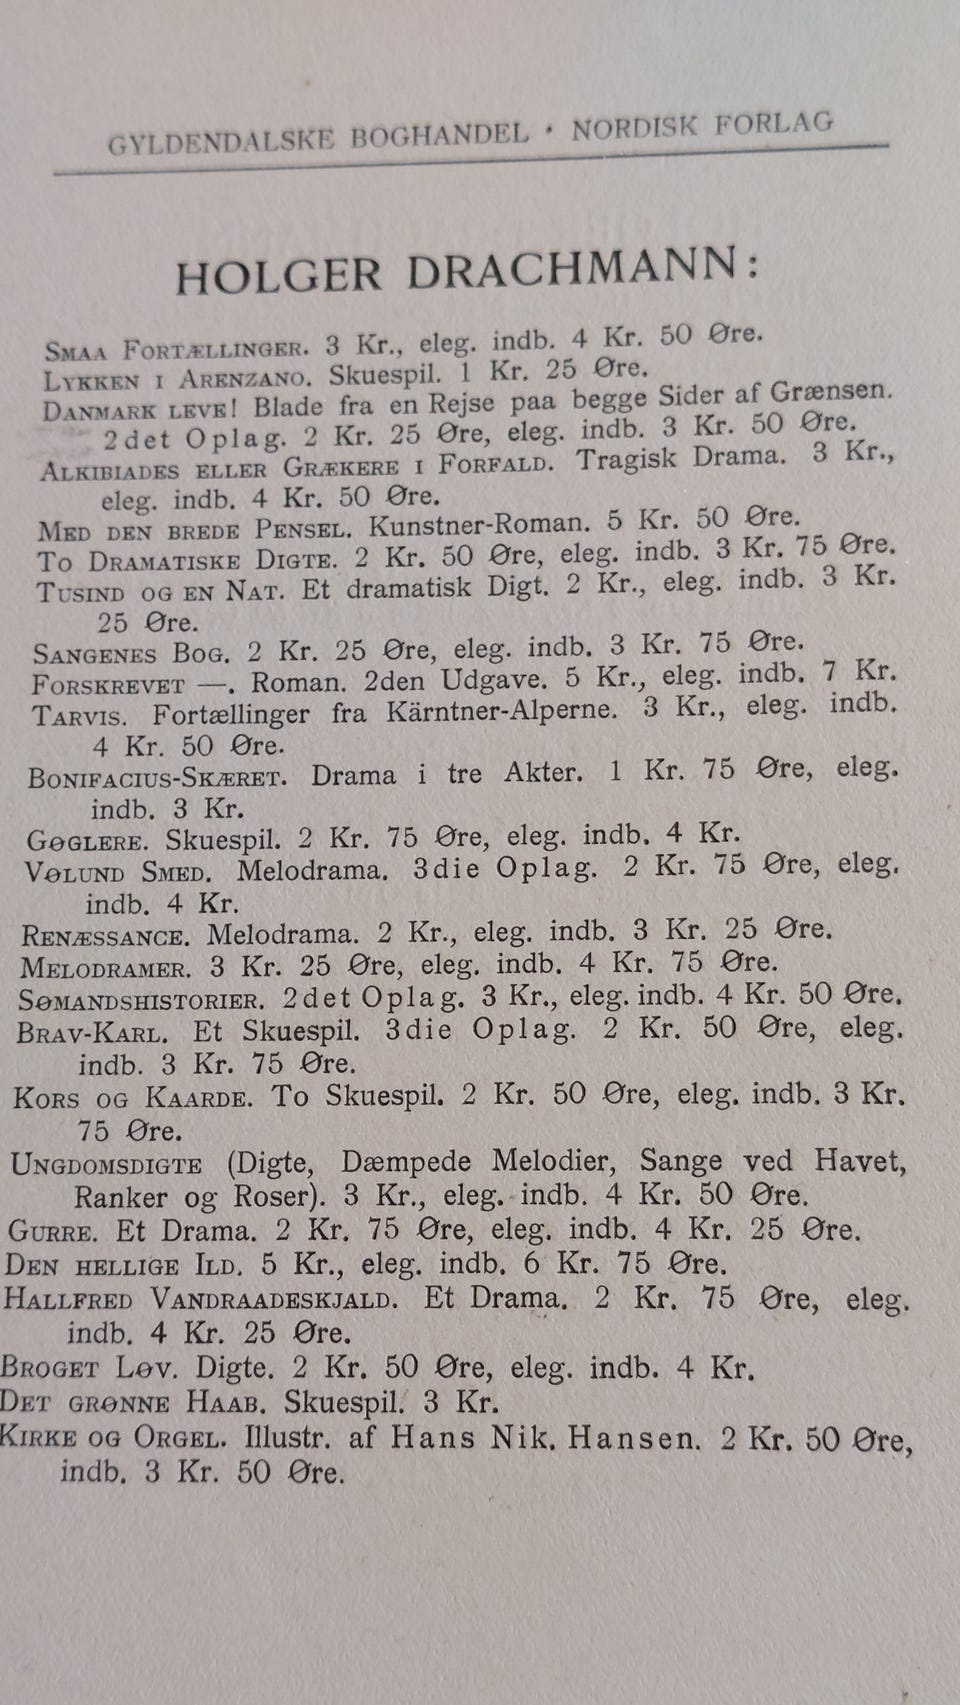 GYLDENDALSKE BOGHANDEL · NORDISK FORLAG
HOLGER DRACHMANN:
SMAA FORTÆLLINGER. 3 Kr., eleg. indb. 4 Kr. 50 Øre.
LYKKEN I ARENZANO. Skuespil. 1 Kr. 25 Øre.
DANMARK LEVE! Blade fra en Rejse paa begge Sider af Grænsen.
2det Oplag. 2 Kr. 25 Øre, eleg. indb. 3 Kr. 50 Øre.
ALKIBIADES ELLER GRÆKERE I FORFALD. Tragisk Drama. 3 Kr.,
eleg. indb. 4 Kr. 50 Øre.
MED DEN BREDE PENSEL. Kunstner-Roman. 5 Kr. 50 Øre.
TO DRAMATISKE DIGTE. 2 Kr. 50 Øre, eleg. indb. 3 Kr. 75 Øre.
TUSIND OG EN NAT. Et dramatisk Digt. 2 Kr., eleg. indb. 3 Kr.
25 Øre.
SANGENES BOG. 2 Kr. 25 Øre, eleg. indb. 3 Kr. 75 Øre.
FORSKREVET —. Roman. 2den Udgave. 5 Kr., eleg. indb. 7 Kr.
TARVIS. Fortællinger fra Kärntner-Alperne. 3 Kr., eleg. indb.
4 Kr. 50 Øre.
BONIFACIUS-SKÆRET. Drama i tre Akter. 1 Kr. 75 Øre, eleg.
indb. 3 Kr.
GØGLERE. Skuespil. 2 Kr. 75 Øre, eleg. indb. 4 Kr.
VØLUND SMED. Melodrama. 3die Oplag. 2 Kr. 75 Øre, eleg.
indb. 4 Kr.
RENÆSSANCE. Melodrama. 2 Kr., eleg. indb. 3 Kr. 25 Øre.
MELODRAMER. 3 Kr. 25 Øre, eleg. indb. 4 Kr. 75 Øre.
SØMANDSHISTORIER. 2det Oplag. 3 Kr., eleg. indb. 4 Kr. 50 Øre.
BRAV-KARL. Et Skuespil. 3die Oplag. 2 Kr. 50 Øre, eleg.
indb. 3 Kr. 75 Øre.
KORS OG KAARDE. To Skuespil. 2 Kr. 50 Øre, eleg. indb. 3 Kr.
75 Øre.
UNGDOMSDIGTE (Digte, Dæmpede Melodier, Sange ved Havet,
Ranker og Roser). 3 Kr., eleg. indb. 4 Kr. 50 Øre.
GURRE. Et Drama. 2 Kr. 75 Øre, eleg. indb. 4 Kr. 25 Øre.
DEN HELLIGE ILD. 5 Kr., eleg. indb. 6 Kr. 75 Øre.
HALLFRED VANDRAADESKJALD. Et Drama. 2 Kr. 75 Øre, eleg.
indb. 4 Kr. 25 Øre.
BROGET LØV. Digte. 2 Kr. 50 Øre, eleg. indb. 4 Kr.
DET GRØNNE HAAB. Skuespil. 3 Kr.
KIRKE OG ORGEL. Illustr. af Hans Nik. Hansen. 2 Kr. 50 Øre,
indb. 3 Kr. 50 Øre.